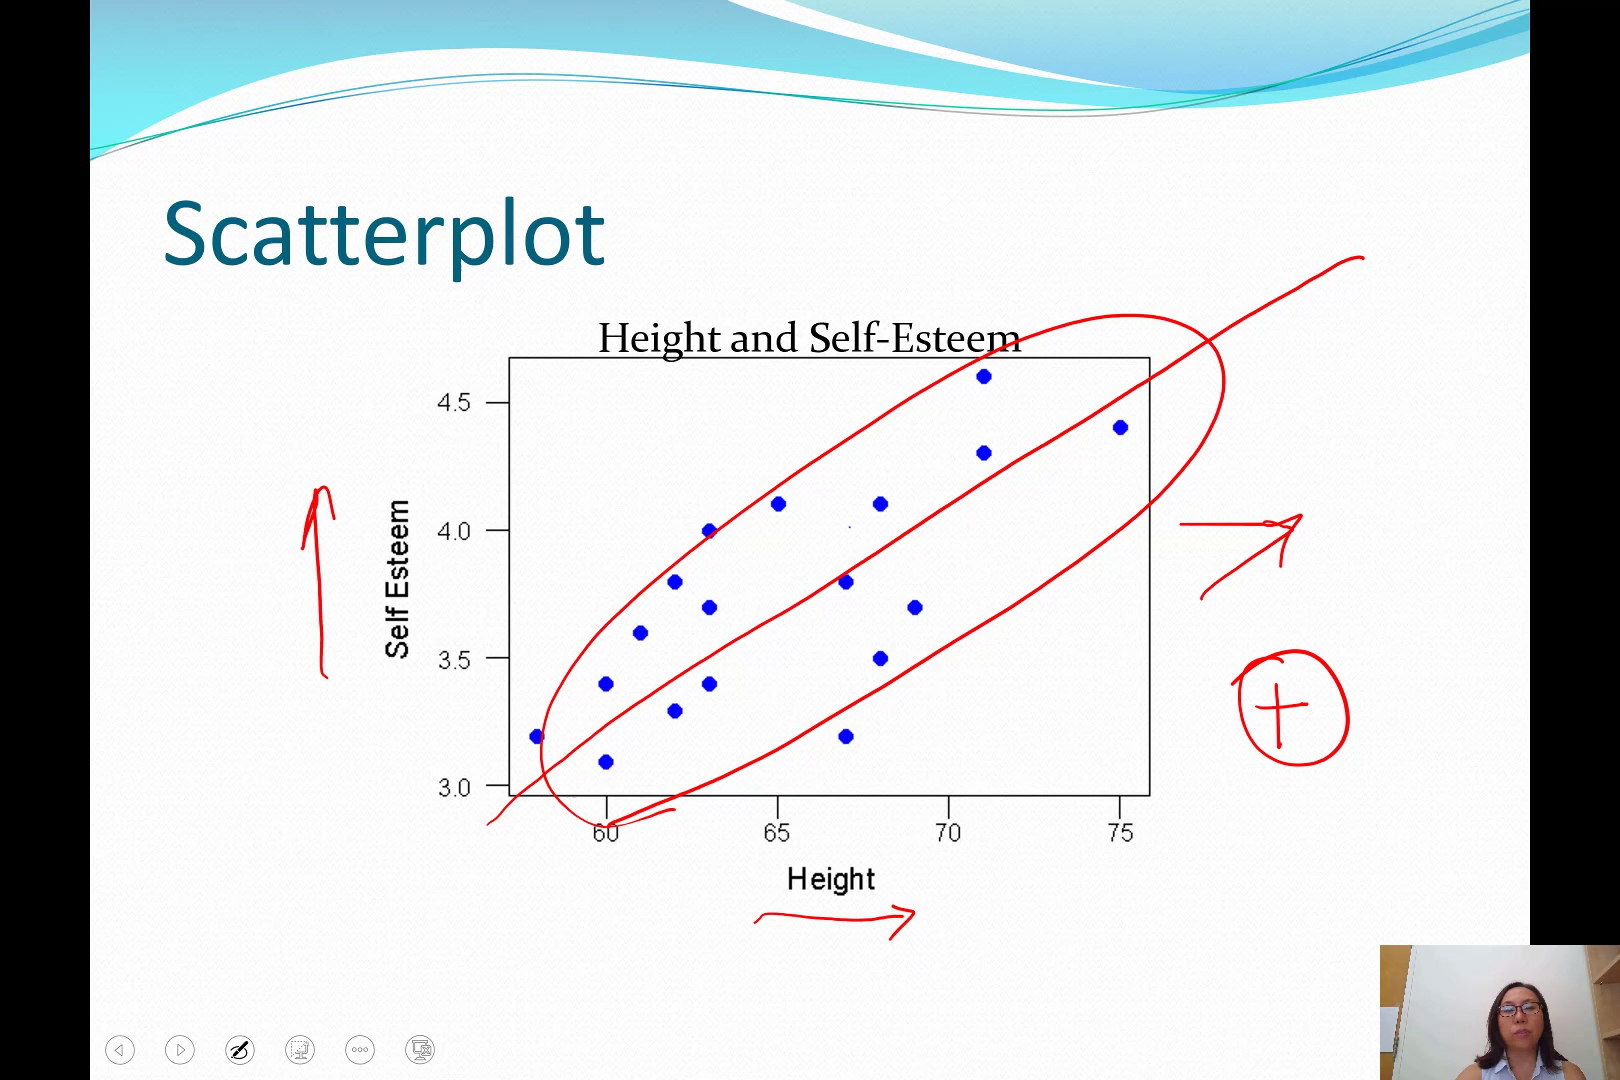 Scatterplot
Height and Self-Esteem
4.5
4.0
3.5
3.0
Self Esteem
60
65
70
75
Height
+